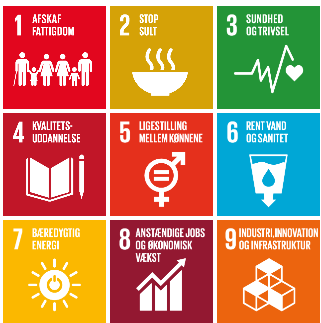 1 AFSKAF
FATTIGDOM
2 STOP
SULT
3 SUNDHED
OG TRIVSEL
4 KVALITETS-
UDDANNELSE
5 LIGESTILLING
MELLEM KØNNENE
6 RENT VAND
OG SANITET
7 BÆREDYGTIG
ENERGI
8 ANSTÆNDIGE JOBS
OG ØKONOMISK
VÆKST
9 INDUSTRI, INNOVATION
OG INFRASTRUKTUR